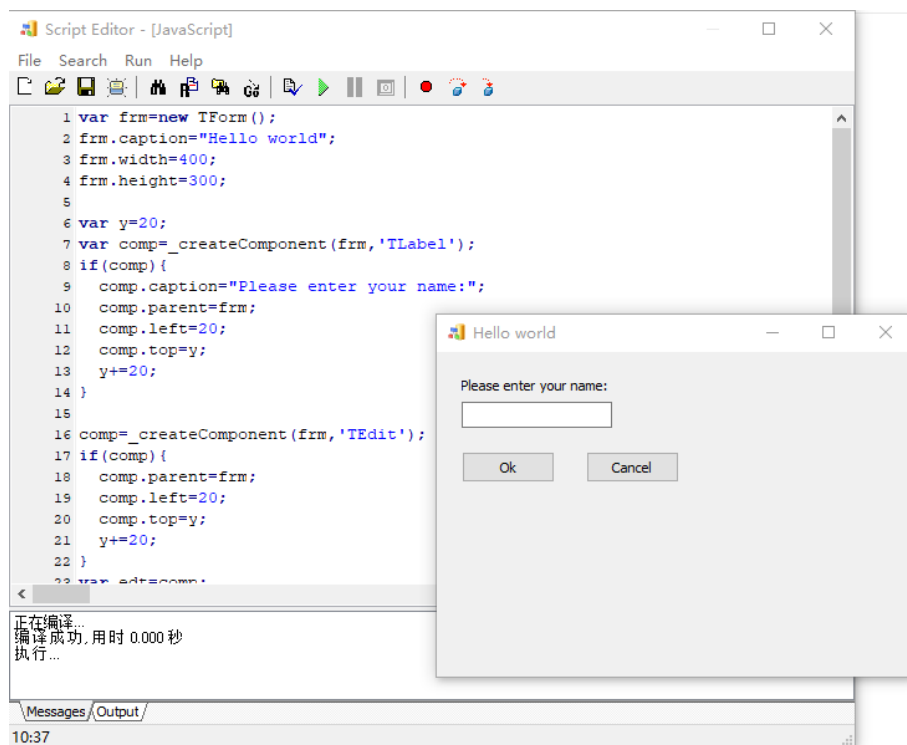 Script Editor - [JavaScript]
File Search Run Help
1 var frm=new TForm();
2 frm.caption="Hello world";
3 frm.width=400;
4 frm.height=300;
5
6 var y=20;
7 var comp=_createComponent(frm,'TLabel');
8 if(comp){
9 comp.caption="Please enter your name:";
10 comp.parent=frm;
11 comp.left=20;
12 comp.top=y;
13 y+=20;
14 }
15
16 comp=_createComponent(frm,'TEdit');
17 if(comp){
18 comp.parent=frm;
19 comp.left=20;
20 comp.top=y;
21 y+=20;
22 }
23 var edt=comp;
Hello world
Please enter your name:
Ok Cancel
正在编译...
编译成功, 用时 0.000 秒
执行...
Messages Output
10:37